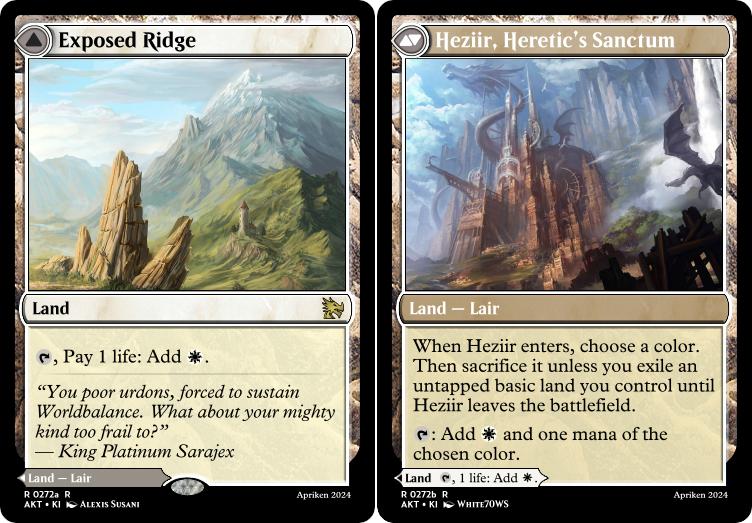 Exposed Ridge
Land
, Pay 1 life: Add .
“You poor urdons, forced to sustain
Worldbalance. What about your mighty
kind too frail to?”
— King Platinum Sarajex
Land — Lair
R 0272a R
AKT • KI Alexis Susani
Apriken 2024
Heziir, Heretic's Sanctum
Land — Lair
When Heziir enters, choose a color.
Then sacrifice it unless you exile an
untapped basic land you control until
Heziir leaves the battlefield.
: Add and one mana of the
chosen color.
Land , 1 life: Add .
R 0272b R
AKT • KI White70WS
Apriken 2024